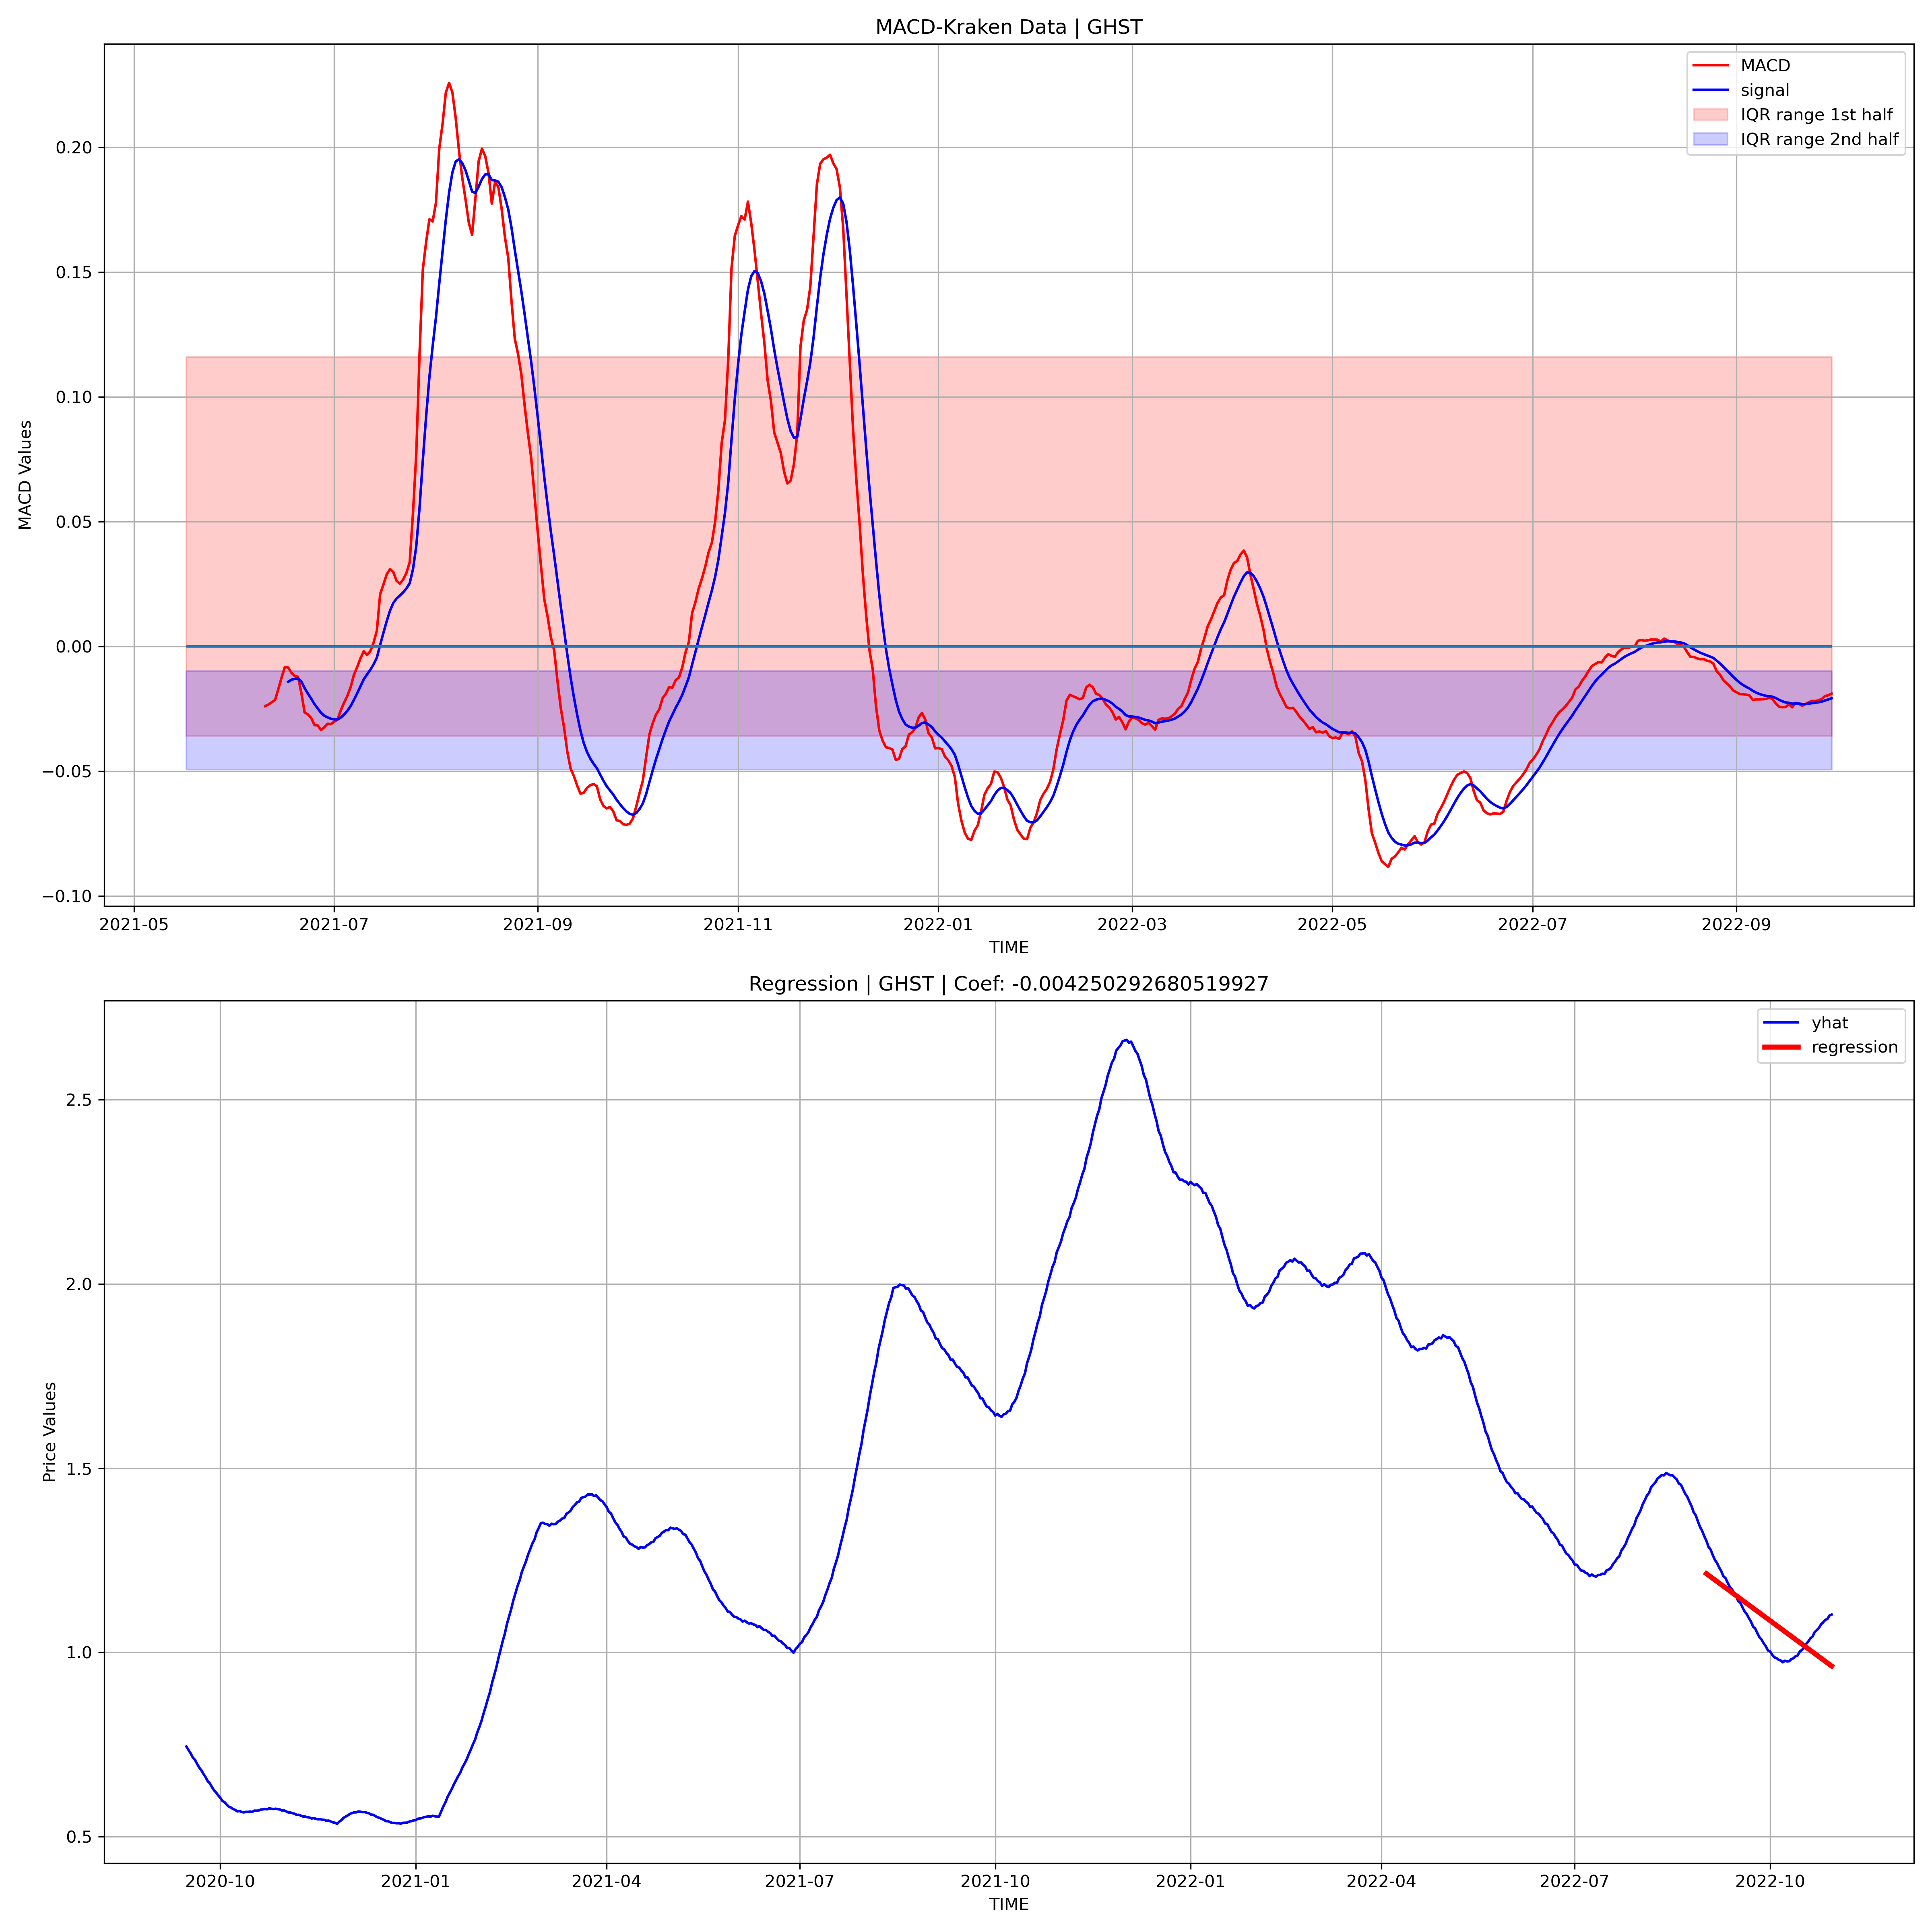 MACD-Kraken Data | GHST
MACD
signal
IQR range 1st half
IQR range 2nd half
MACD Values
0.20
0.15
0.10
0.05
0.00
−0.05
−0.10
2021-05 2021-07 2021-09 2021-11 2022-01 2022-03 2022-05 2022-07 2022-09
TIME
Regression | GHST | Coef: -0.004250292680519927
yhat
regression
Price Values
2.5
2.0
1.5
1.0
0.5
2020-10 2021-01 2021-04 2021-07 2021-10 2022-01 2022-04 2022-07 2022-10
TIME